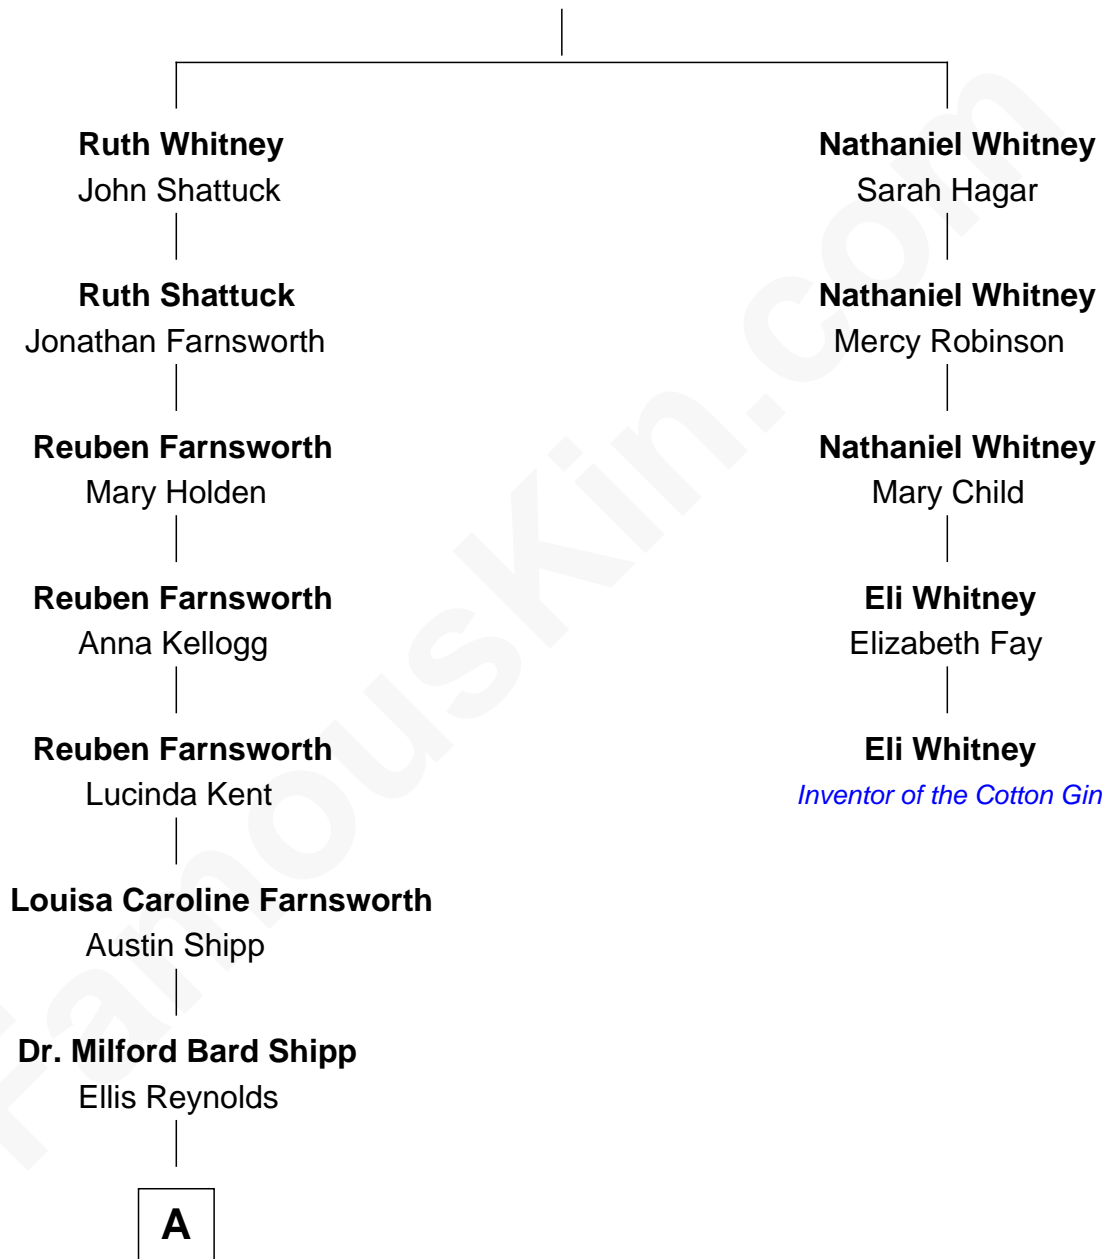 Ruth Whitney
John Shattuck
Nathaniel Whitney
Sarah Hagar
Ruth Shattuck
Jonathan Farnsworth
Nathaniel Whitney
Mercy Robinson
Reuben Farnsworth
Mary Holden
Nathaniel Whitney
Mary Child
Reuben Farnsworth
Anna Kellogg
Eli Whitney
Elizabeth Fay
Reuben Farnsworth
Lucinda Kent
Eli Whitney
Inventor of the Cotton Gin
Louisa Caroline Farnsworth
Austin Shipp
Dr. Milford Bard Shipp
Ellis Reynolds
A
FamousKin.com